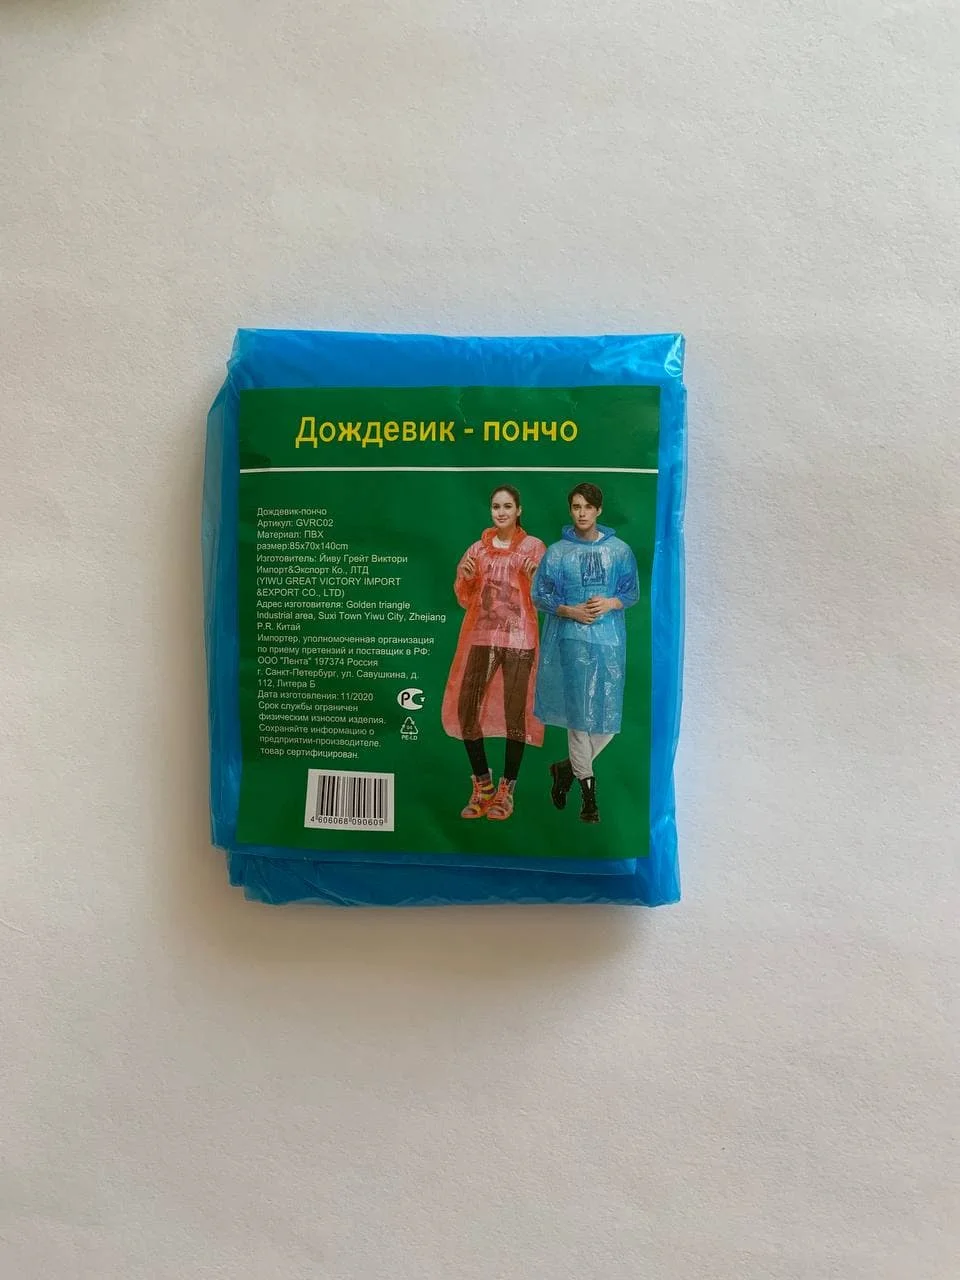 Дождевик - пончо
Дождевик-пончо
Артикул: GVRC02
Материал: ПВХ
размер:85x70x140cm
Изготовитель: Йиву Грейт Виктори
Импорт&Экспорт Ко., ЛТД
(YIWU GREAT VICTORY IMPORT
&EXPORT CO., LTD)
Адрес изготовителя: Golden triangle
Industrial area, Suxi Town Yiwu City, Zhejiang
P.R. Китай
Импортер, уполномоченная организация
по приему претензий и поставщик в РФ:
ООО "Лента" 197374 Россия
г. Санкт-Петербург, ул. Савушкина, д.
112, Литера Б
Дата изготовления: 11/2020
Срок службы ограничен
физическим износом изделия.
Сохраняйте информацию о
предприятии-производителе.
товар сертифицирован.
РСТ
04
PE-LD
4 606068 090609